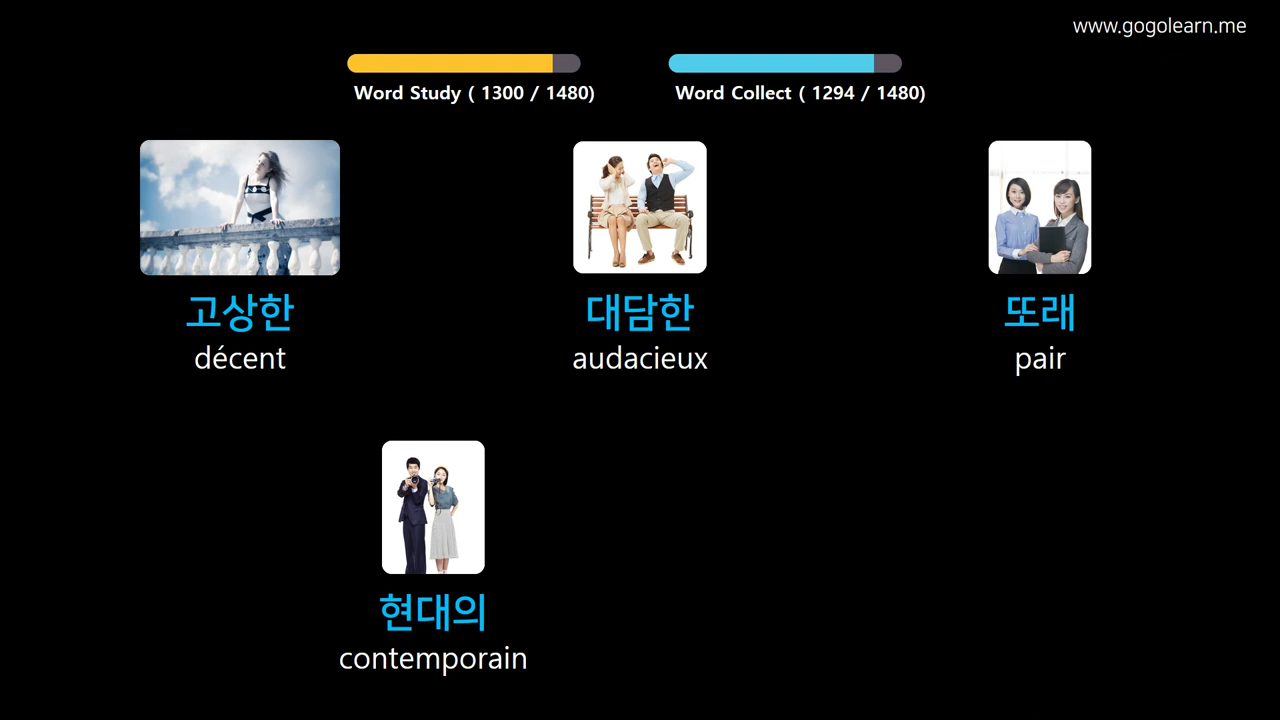 www.gogolearn.me
Word Study ( 1300 / 1480)
Word Collect ( 1294 / 1480)
고상한
décent
대담한
audacieux
또래
pair
현대의
contemporain